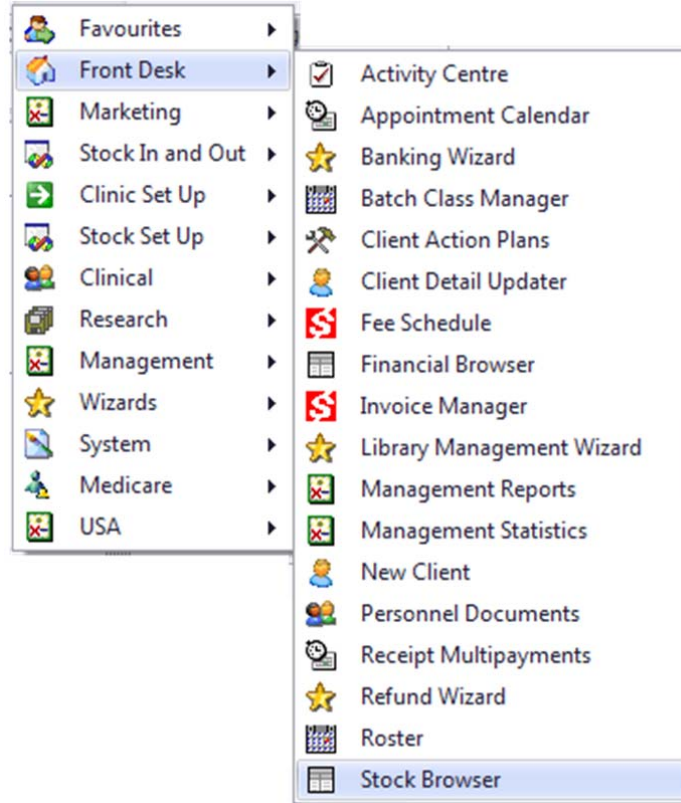 Favourites
Front Desk
Marketing
Stock In and Out
Clinic Set Up
Stock Set Up
Clinical
Research
Management
Wizards
System
Medicare
USA
Activity Centre
Appointment Calendar
Banking Wizard
Batch Class Manager
Client Action Plans
Client Detail Updater
Fee Schedule
Financial Browser
Invoice Manager
Library Management Wizard
Management Reports
Management Statistics
New Client
Personnel Documents
Receipt Multipayments
Refund Wizard
Roster
Stock Browser